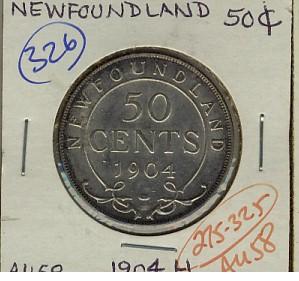 NEWFOUNDLAND 50¢
326
NEWFOUNDLAND
50
CENTS
1904
H
275-325
AU58
AU58 1904 H